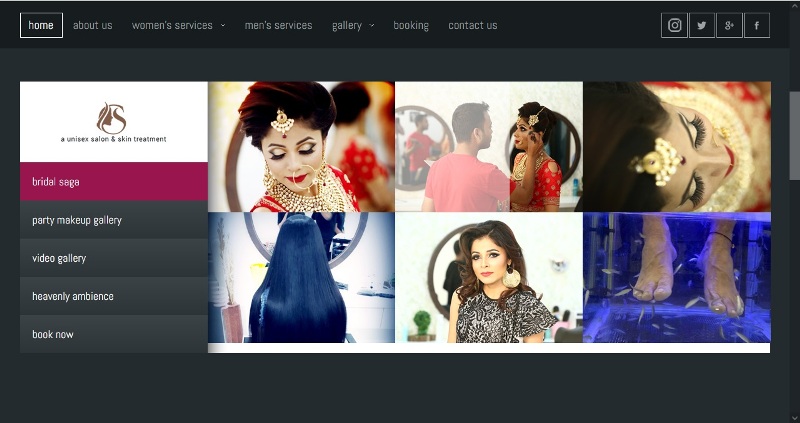 home
about us
women's services
men's services
gallery
booking
contact us
a unisex salon & skin treatment
bridal saga
party makeup gallery
video gallery
heavenly ambience
book now